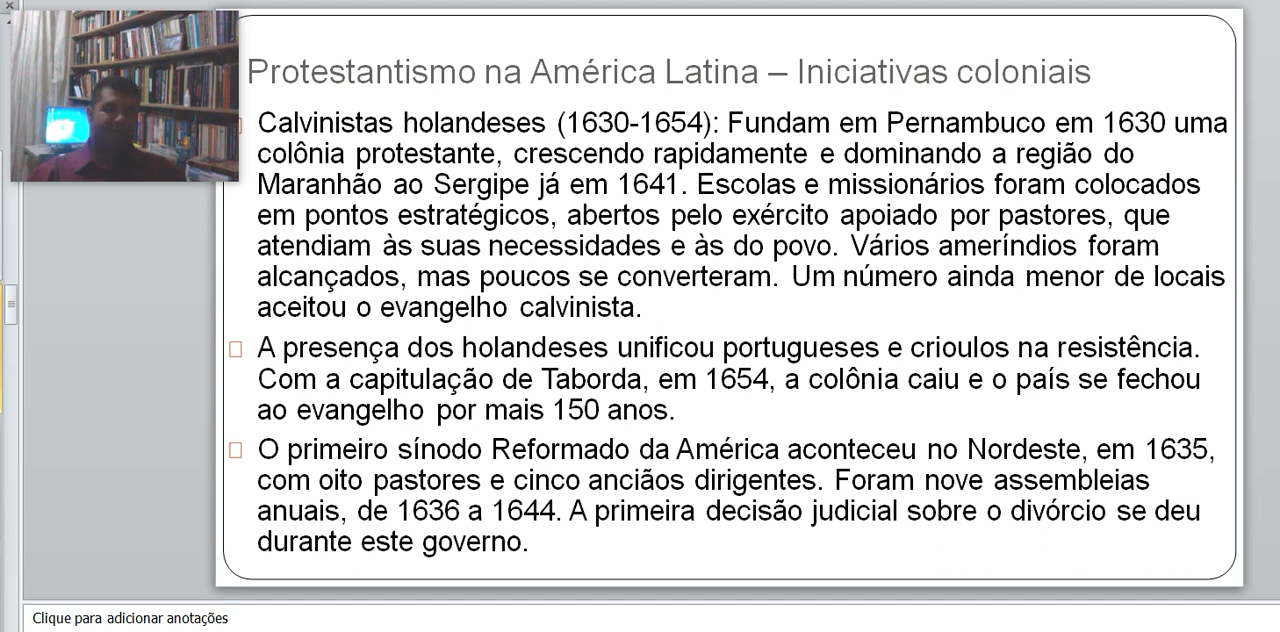 Protestantismo na América Latina – Iniciativas coloniais
Calvinistas holandeses (1630-1654): Fundam em Pernambuco em 1630 uma
colônia protestante, crescendo rapidamente e dominando a região do
Maranhão ao Sergipe já em 1641. Escolas e missionários foram colocados
em pontos estratégicos, abertos pelo exército apoiado por pastores, que
atendiam às suas necessidades e às do povo. Vários ameríndios foram
alcançados, mas poucos se converteram. Um número ainda menor de locais
aceitou o evangelho calvinista.
A presença dos holandeses unificou portugueses e crioulos na resistência.
Com a capitulação de Taborda, em 1654, a colônia caiu e o país se fechou
ao evangelho por mais 150 anos.
O primeiro sínodo Reformado da América aconteceu no Nordeste, em 1635,
com oito pastores e cinco anciãos dirigentes. Foram nove assembleias
anuais, de 1636 a 1644. A primeira decisão judicial sobre o divórcio se deu
durante este governo.
Clique para adicionar anotações